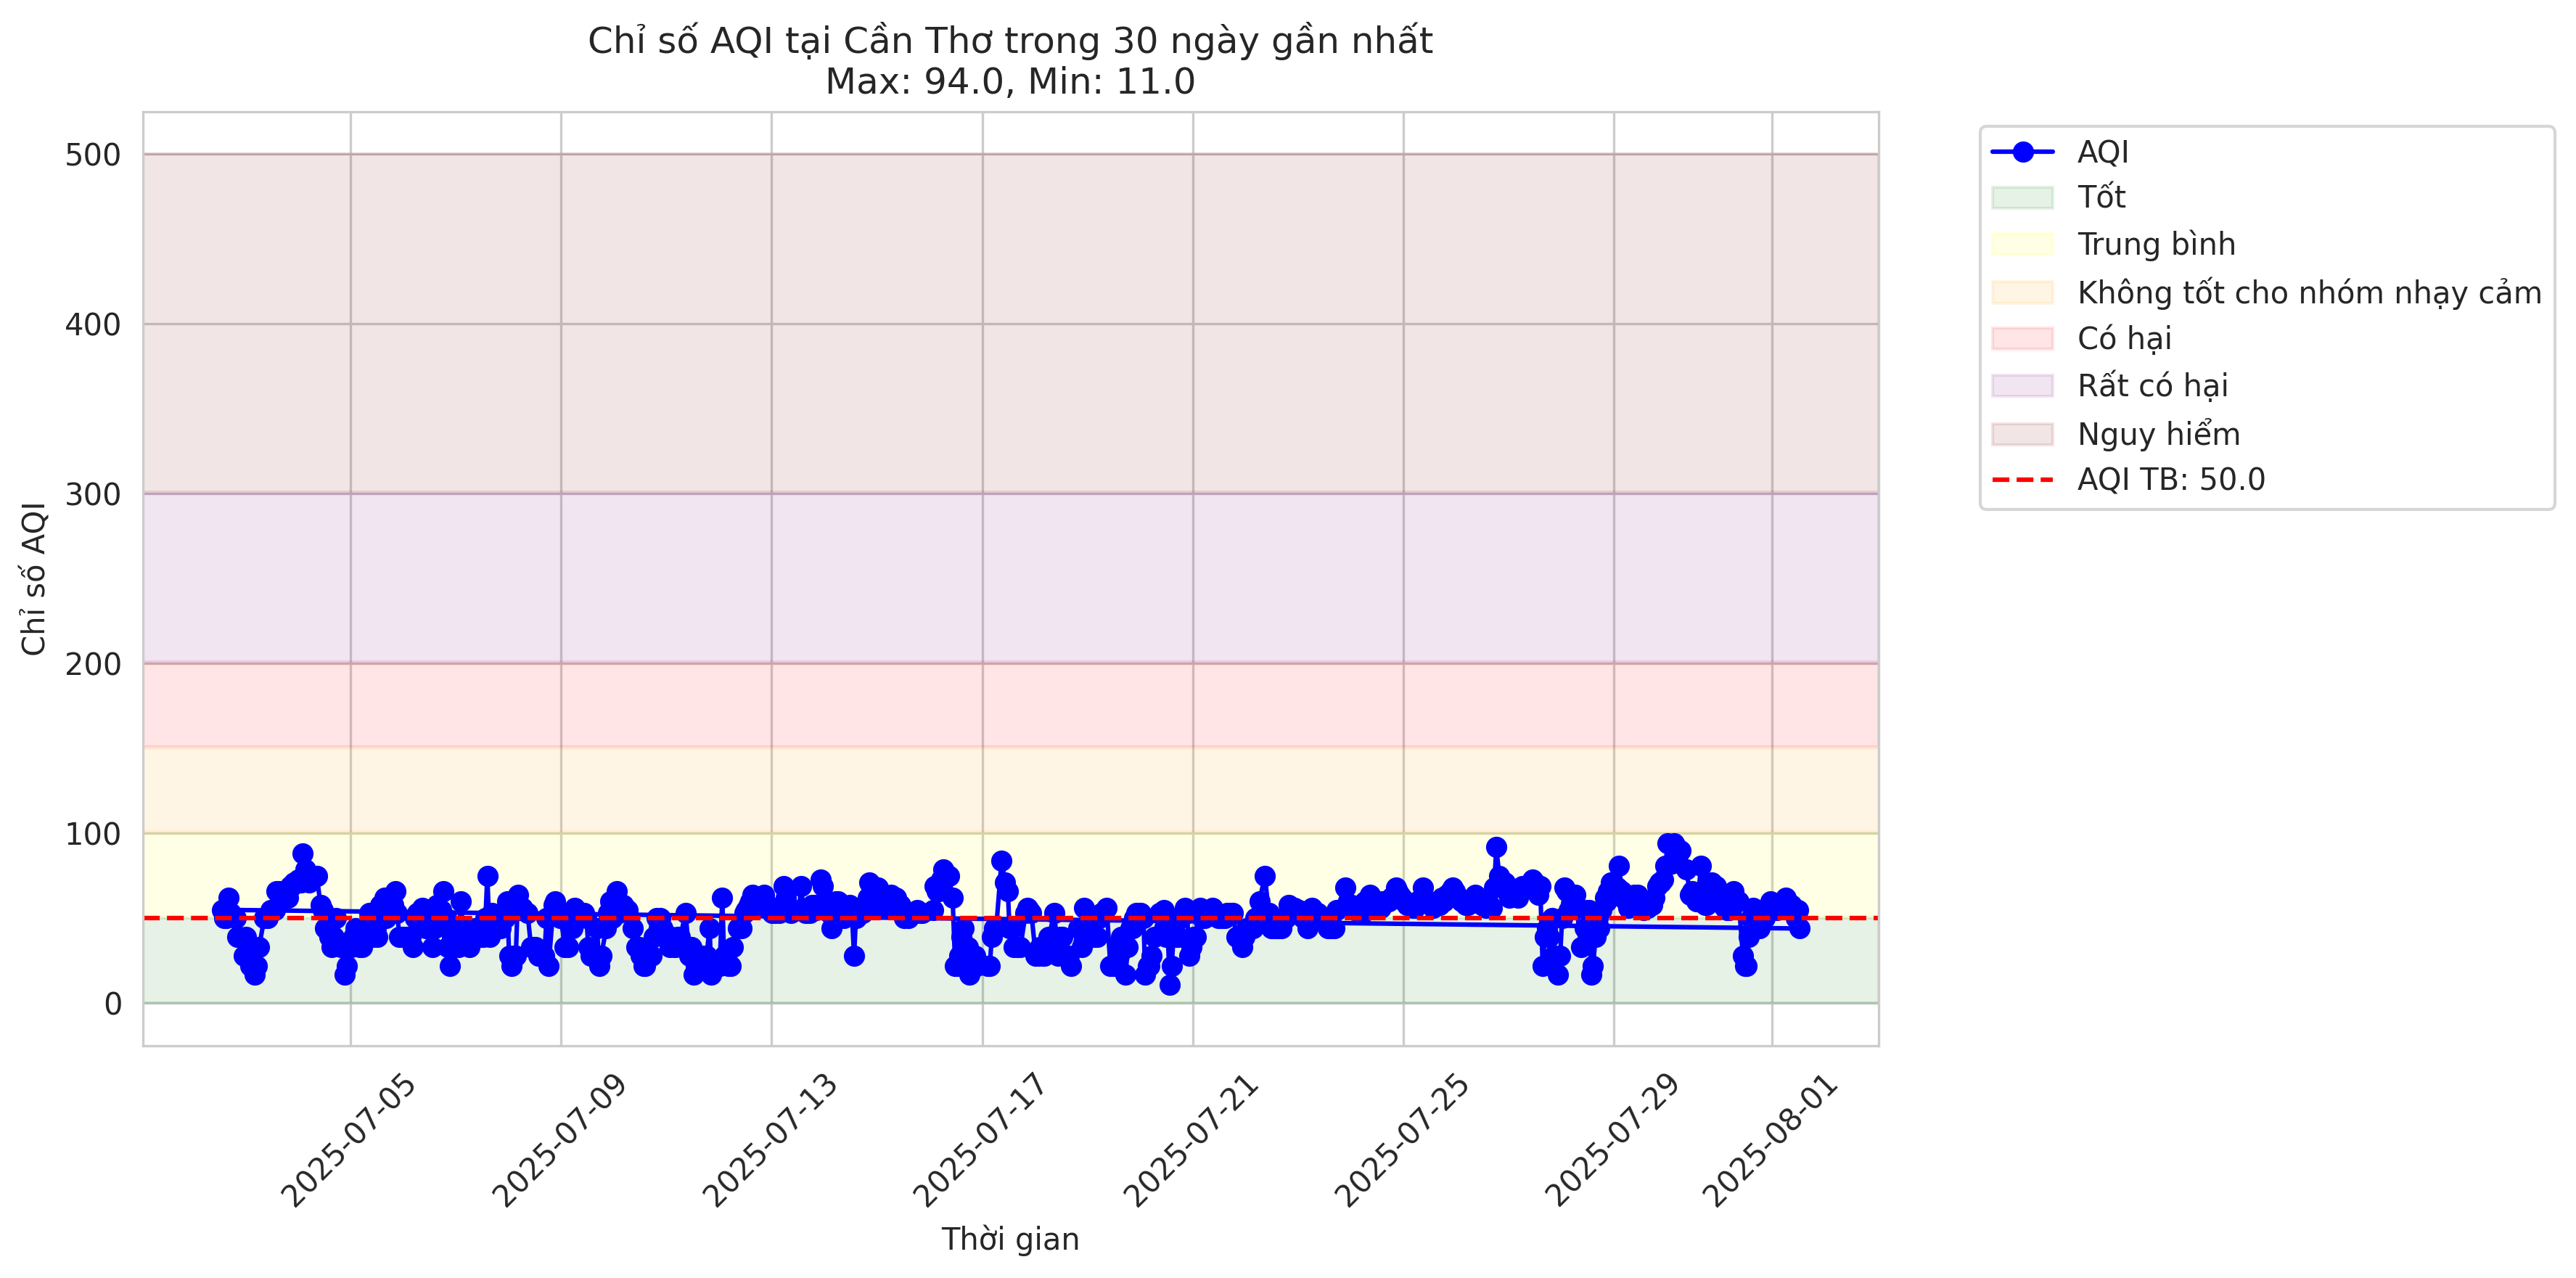 Chỉ số AQI tại Cần Thơ trong 30 ngày gần nhất
Max: 94.0, Min: 11.0
Chỉ số AQI
500
400
300
200
100
0
2025-07-05
2025-07-09
2025-07-13
2025-07-17
2025-07-21
2025-07-25
2025-07-29
2025-08-01
Thời gian
AQI
Tốt
Trung bình
Không tốt cho nhóm nhạy cảm
Có hại
Rất có hại
Nguy hiểm
AQI TB: 50.0